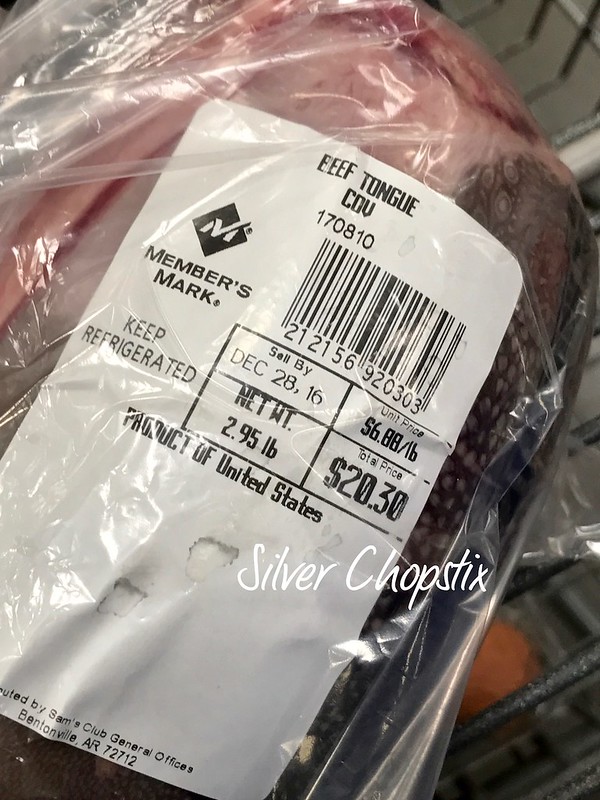 BEEF TONGUE
COV
170810
MEMBER'S
MARK®
212156 920303
KEEP
REFRIGERATED
Sell By
DEC 28, 16
Unit Price
$6.88/lb
NET WT.
2.95 lb
Total Price
$20.30
PRODUCT OF United States
Silver Chopstix
buted by Sam's Club General Offices
Bentonville, AR 72712